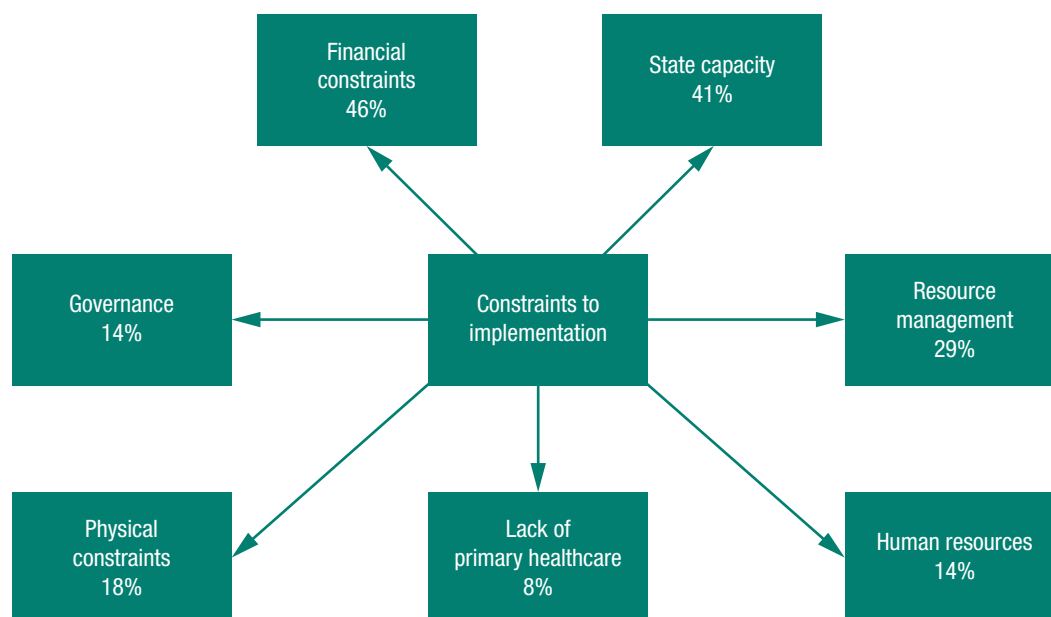 Financial
constraints
46%
State capacity
41%
Governance
14%
Constraints to
implementation
Resource
management
29%
Physical
constraints
18%
Lack of
primary healthcare
8%
Human resources
14%